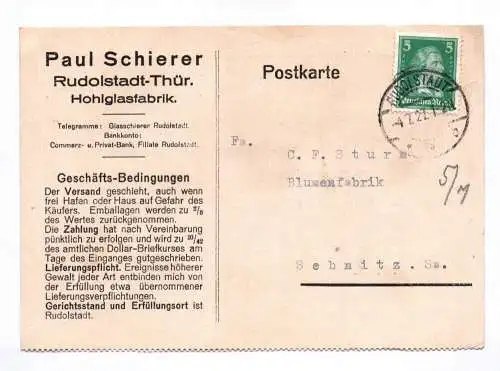 Paul Schierer
Rudolstadt-Thür.
Hohlglasfabrik.
Telegramme: Glasschierer Rudolstadt.
Bankkonto:
Commerz- u. Privat-Bank, Filiale Rudolstadt.
Geschäfts-Bedingungen
Der Versand geschieht, auch wenn
frei Hafen oder Haus auf Gefahr des
Käufers. Emballagen werden zu
des Wertes zurückgenommen.
Die Zahlung hat nach Vereinbarung
pünktlich zu erfolgen und wird zu 10/42
des amtlichen Dollar-Briefkurses am
Tage des Einganges gutgeschrieben.
Lieferungspflicht. Ereignisse höherer
Gewalt jeder Art entbinden mich von
der Erfüllung etwa übernommener
Lieferungsverpflichtungen.
Gerichtsstand und Erfüllungsort ist
Rudolstadt.
Postkarte
5 5
Deutsches Reich
RUDOLSTADT
Fa.
C.F.Sturm
Blumenfabrik
5/7
Sebnitz. Sa.